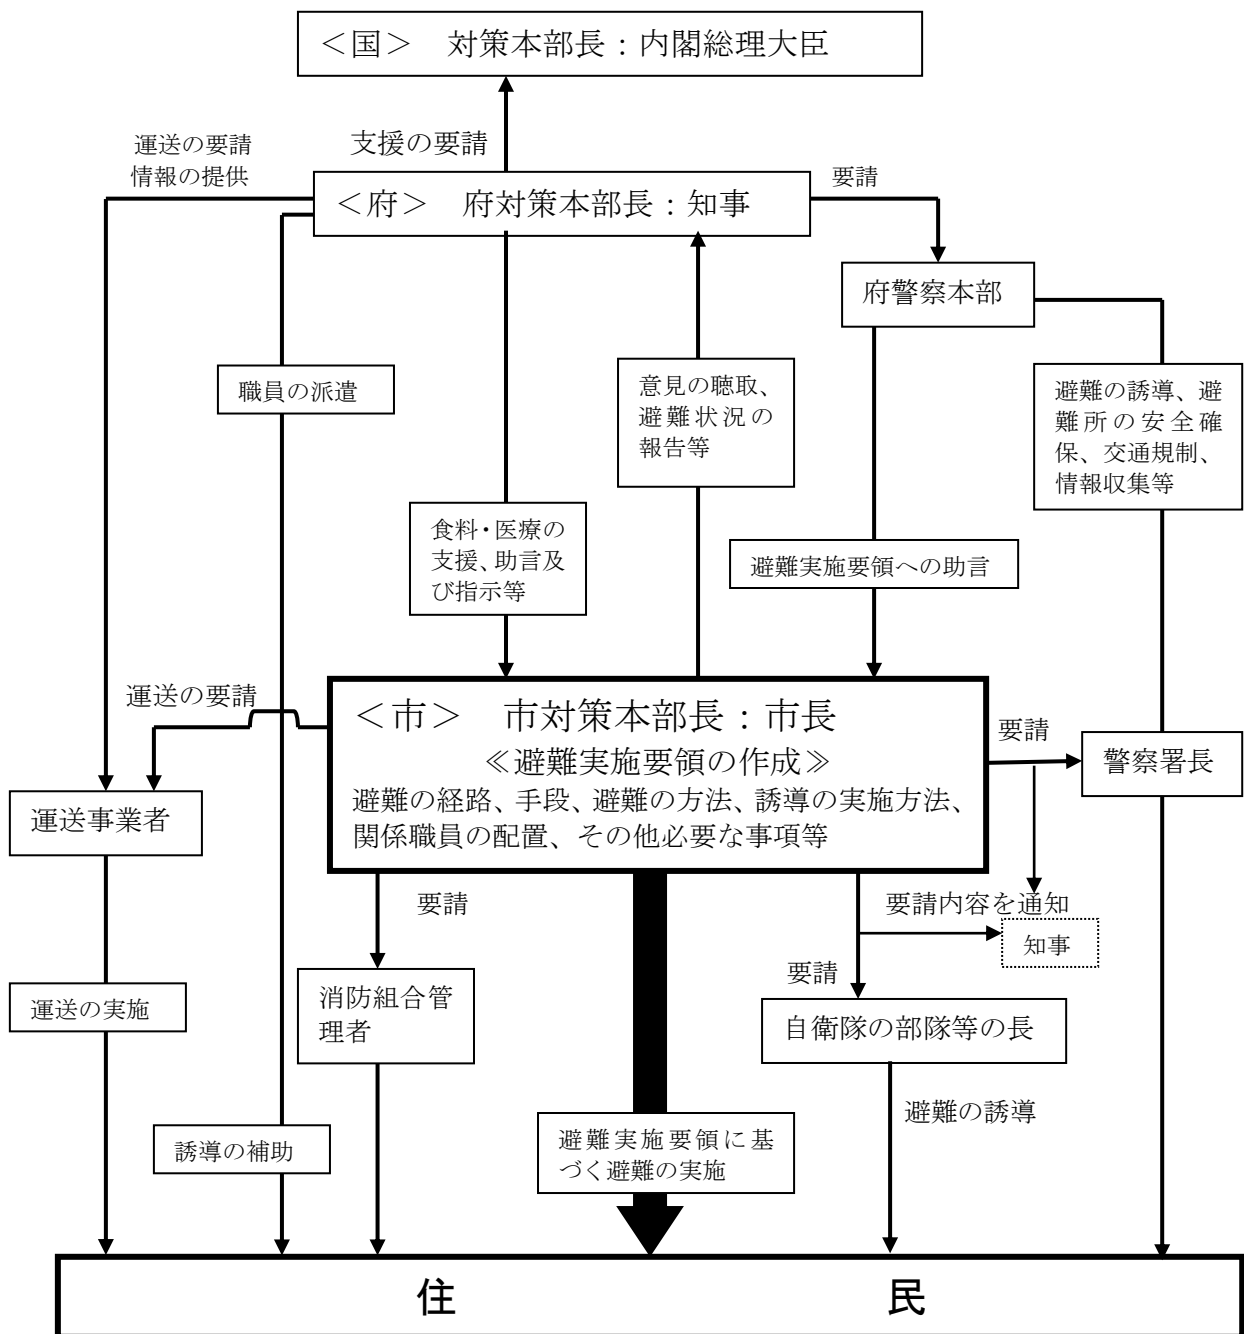 ＜国＞　対策本部長：内閣総理大臣
運送の要請
情報の提供
支援の要請
＜府＞　府対策本部長：知事
要請
府警察本部
職員の派遣
意見の聴取、
避難状況の
報告等
避難の誘導、避
難所の安全確
保、交通規制、
情報収集等
食料・医療の
支援、助言及
び指示等
避難実施要領への助言
運送の要請
＜市＞　市対策本部長：市長
≪避難実施要領の作成≫
避難の経路、手段、避難の方法、誘導の実施方法、
関係職員の配置、その他必要な事項等
要請
警察署長
運送事業者
要請
要請内容を通知
知事
要請
運送の実施
消防組合管
理者
自衛隊の部隊等の長
避難の誘導
誘導の補助
避難実施要領に基
づく避難の実施
住　民